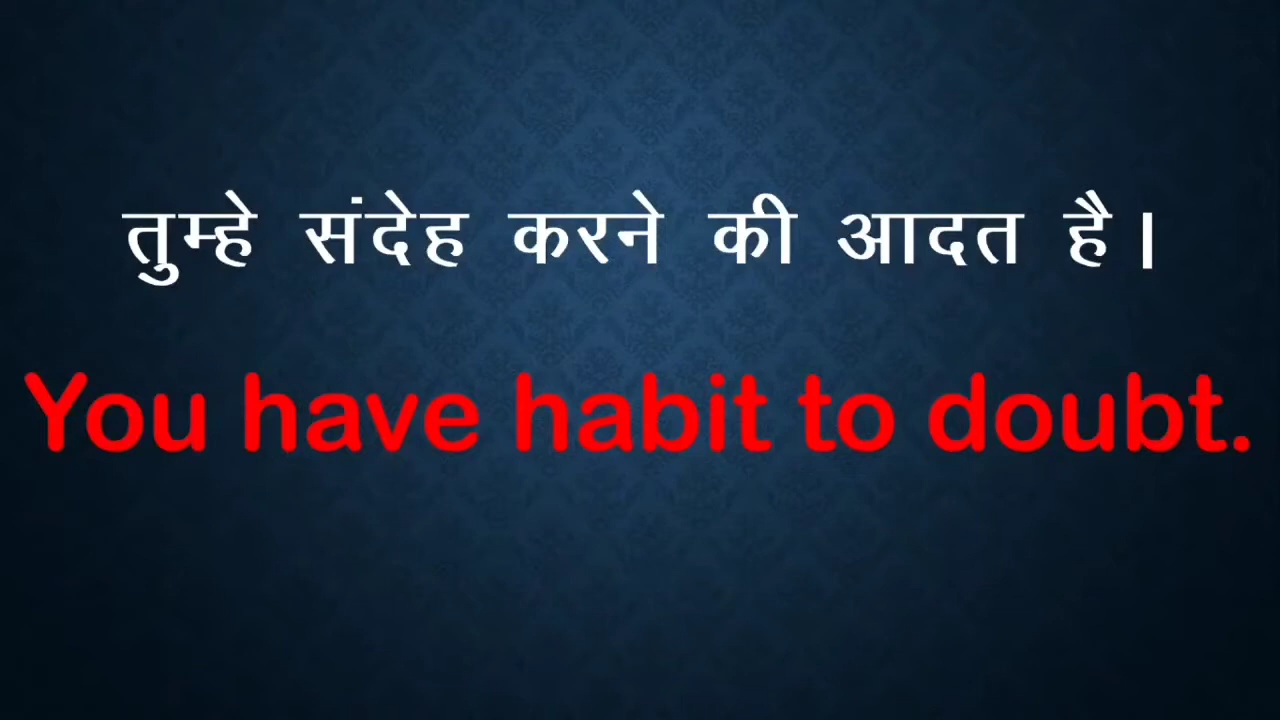 तुम्हे संदेह करने की आदत है।
You have habit to doubt.